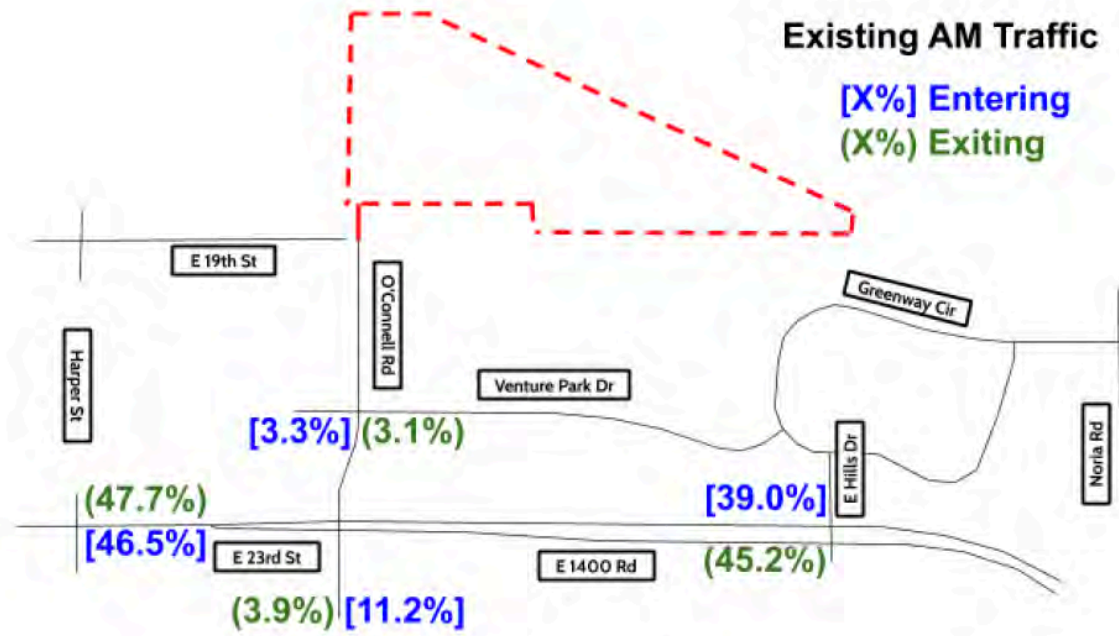 Existing AM Traffic
[X%] Entering
(X%) Exiting
E 19th St
O'Connell Rd
Greenway Cir
Harper St
Venture Park Dr
[3.3%] (3.1%)
E Hills Dr
Noria Rd
(47.7%)
[39.0%]
[46.5%]
E 23rd St
E 1400 Rd
(45.2%)
(3.9%) [11.2%]